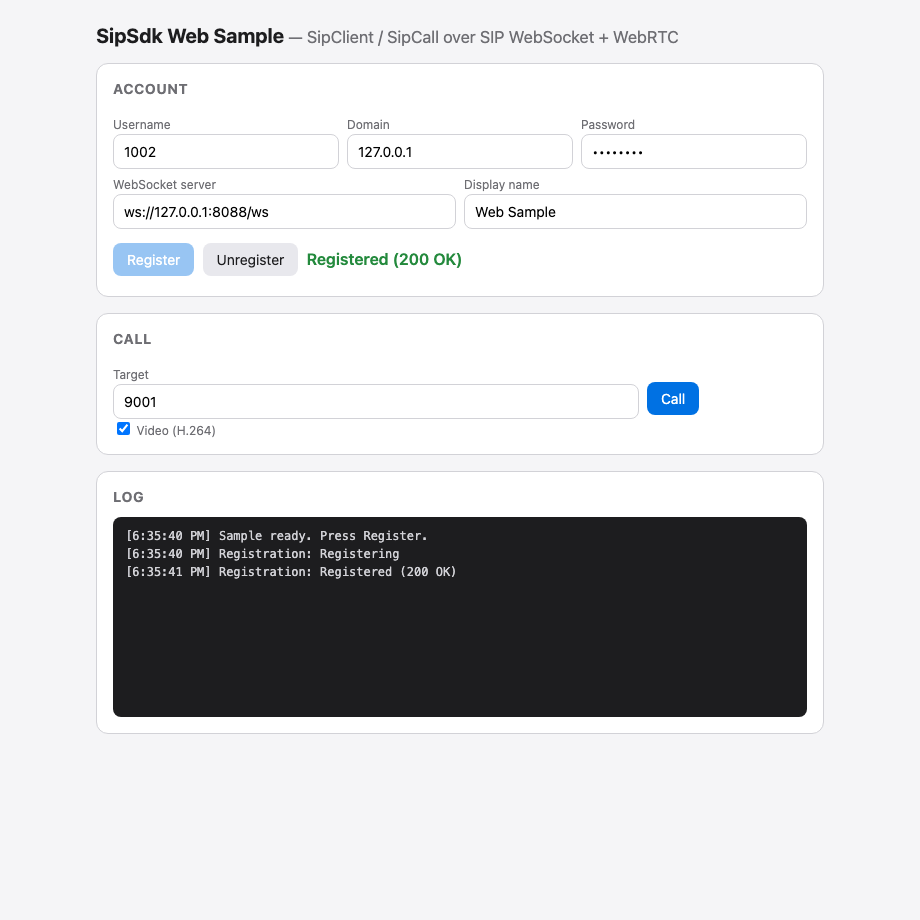 SipSdk Web Sample — SipClient / SipCall over SIP WebSocket + WebRTC
ACCOUNT
Username Domain Password
1002 127.0.0.1 ••••••••
WebSocket server Display name
ws://127.0.0.1:8088/ws Web Sample
Register Unregister Registered (200 OK)
CALL
Target
9001 Call
Video (H.264)
LOG
[6:35:40 PM] Sample ready. Press Register.
[6:35:40 PM] Registration: Registering
[6:35:41 PM] Registration: Registered (200 OK)